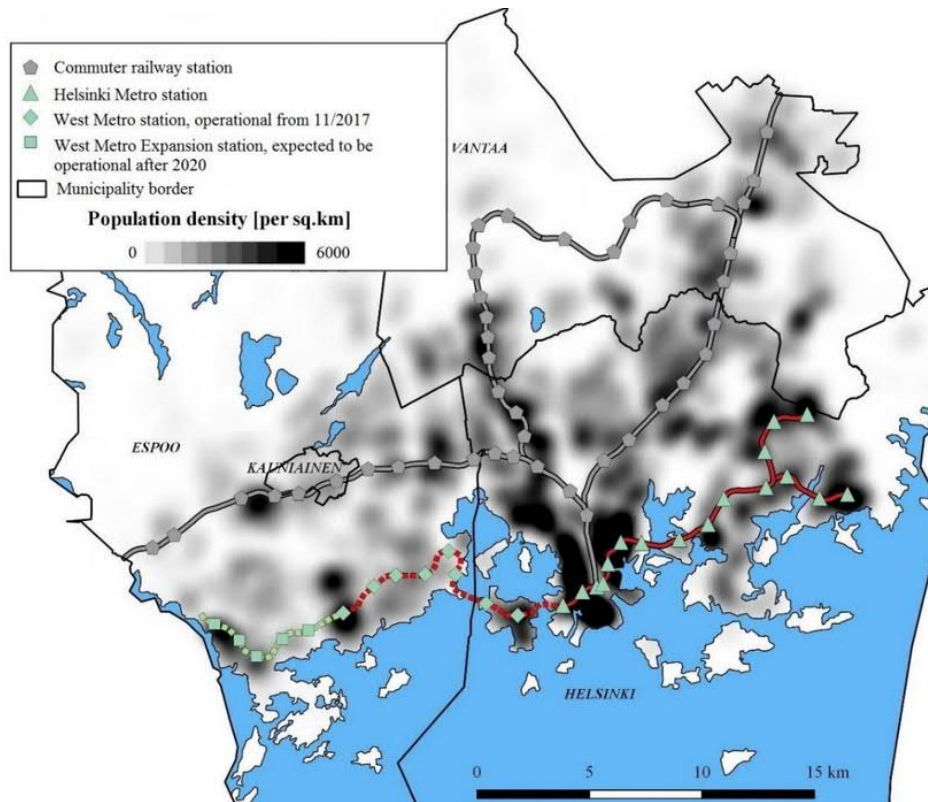 Commuter railway station
Helsinki Metro station
West Metro station, operational from 11/2017
West Metro Expansion station, expected to be
operational after 2020
Municipality border
Population density [per sq.km]
0 6000
VANTAA
ESPOO
KAUNIAINEN
HELSINKI
0 5 10 15 km